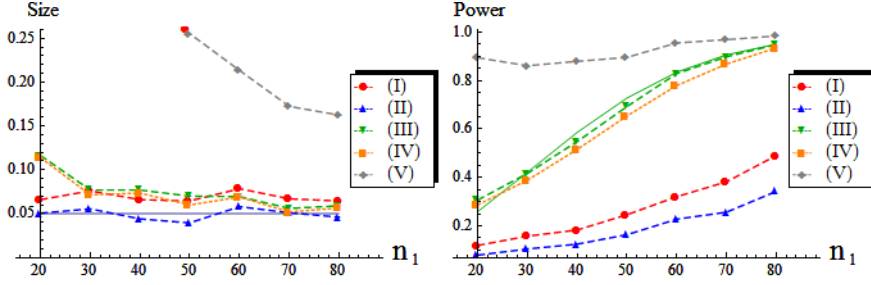 Size
0.25
0.20
0.15
0.10
0.05
20 30 40 50 60 70 80
n1
(I)
(II)
(III)
(IV)
(V)
Power
1.0
0.8
0.6
0.4
0.2
20 30 40 50 60 70 80
n1
(I)
(II)
(III)
(IV)
(V)